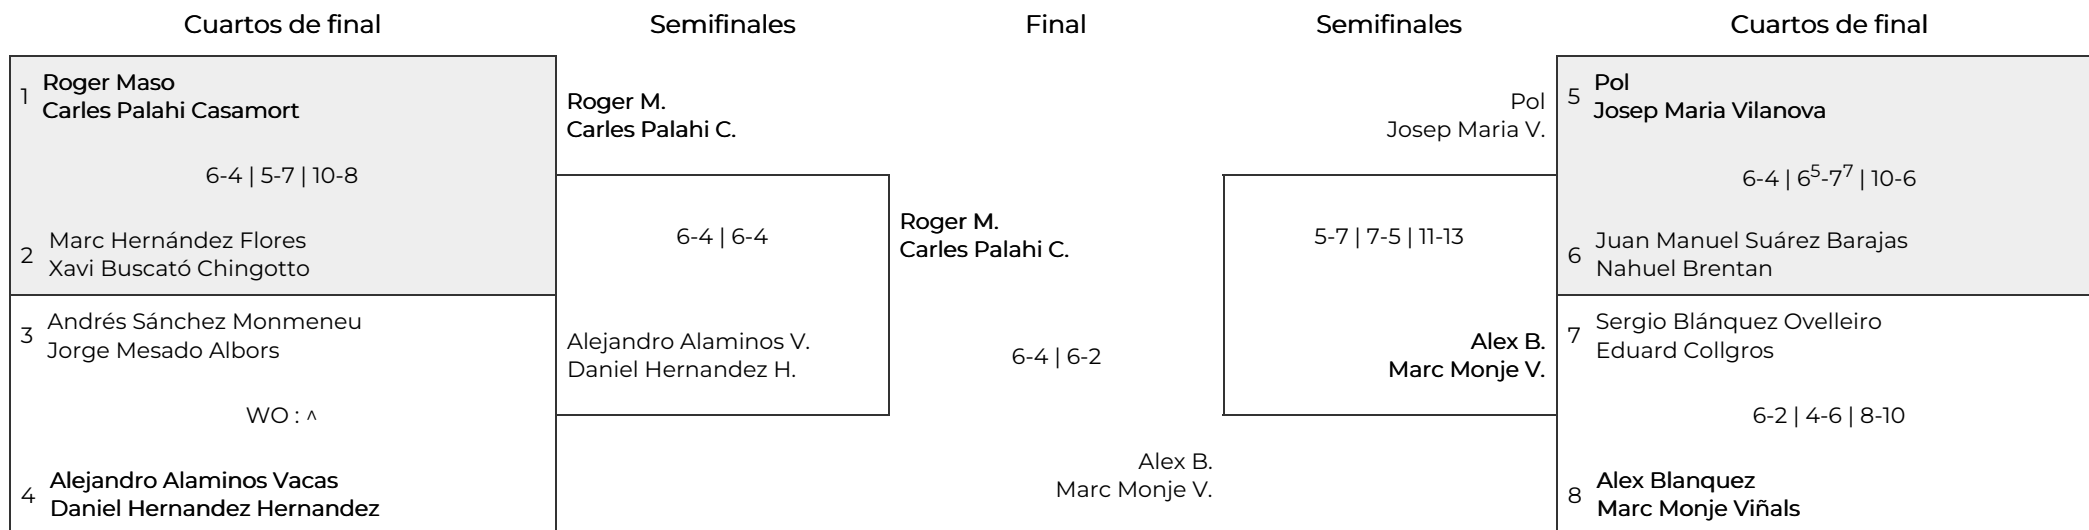 Cuartos de final
Semifinales
Final
Semifinales
Cuartos de final
1
Roger Maso
Carles Palahi Casamort
6-4 | 5-7 | 10-8
2
Marc Hernández Flores
Xavi Buscató Chingotto
3
Andrés Sánchez Monmeneu
Jorge Mesado Albors
WO : ^
4
Alejandro Alaminos Vacas
Daniel Hernandez Hernandez
Roger M.
Carles Palahi C.
6-4 | 6-4
Alejandro Alaminos V.
Daniel Hernandez H.
Roger M.
Carles Palahi C.
6-4 | 6-2
Alex B.
Marc Monje V.
Pol
Josep Maria V.
5-7 | 7-5 | 11-13
Alex B.
Marc Monje V.
5
Pol
Josep Maria Vilanova
6-4 | 6⁵-7⁷ | 10-6
6
Juan Manuel Suárez Barajas
Nahuel Brentan
7
Sergio Blánquez Ovelleiro
Eduard Collgros
6-2 | 4-6 | 8-10
8
Alex Blanquez
Marc Monje Viñals